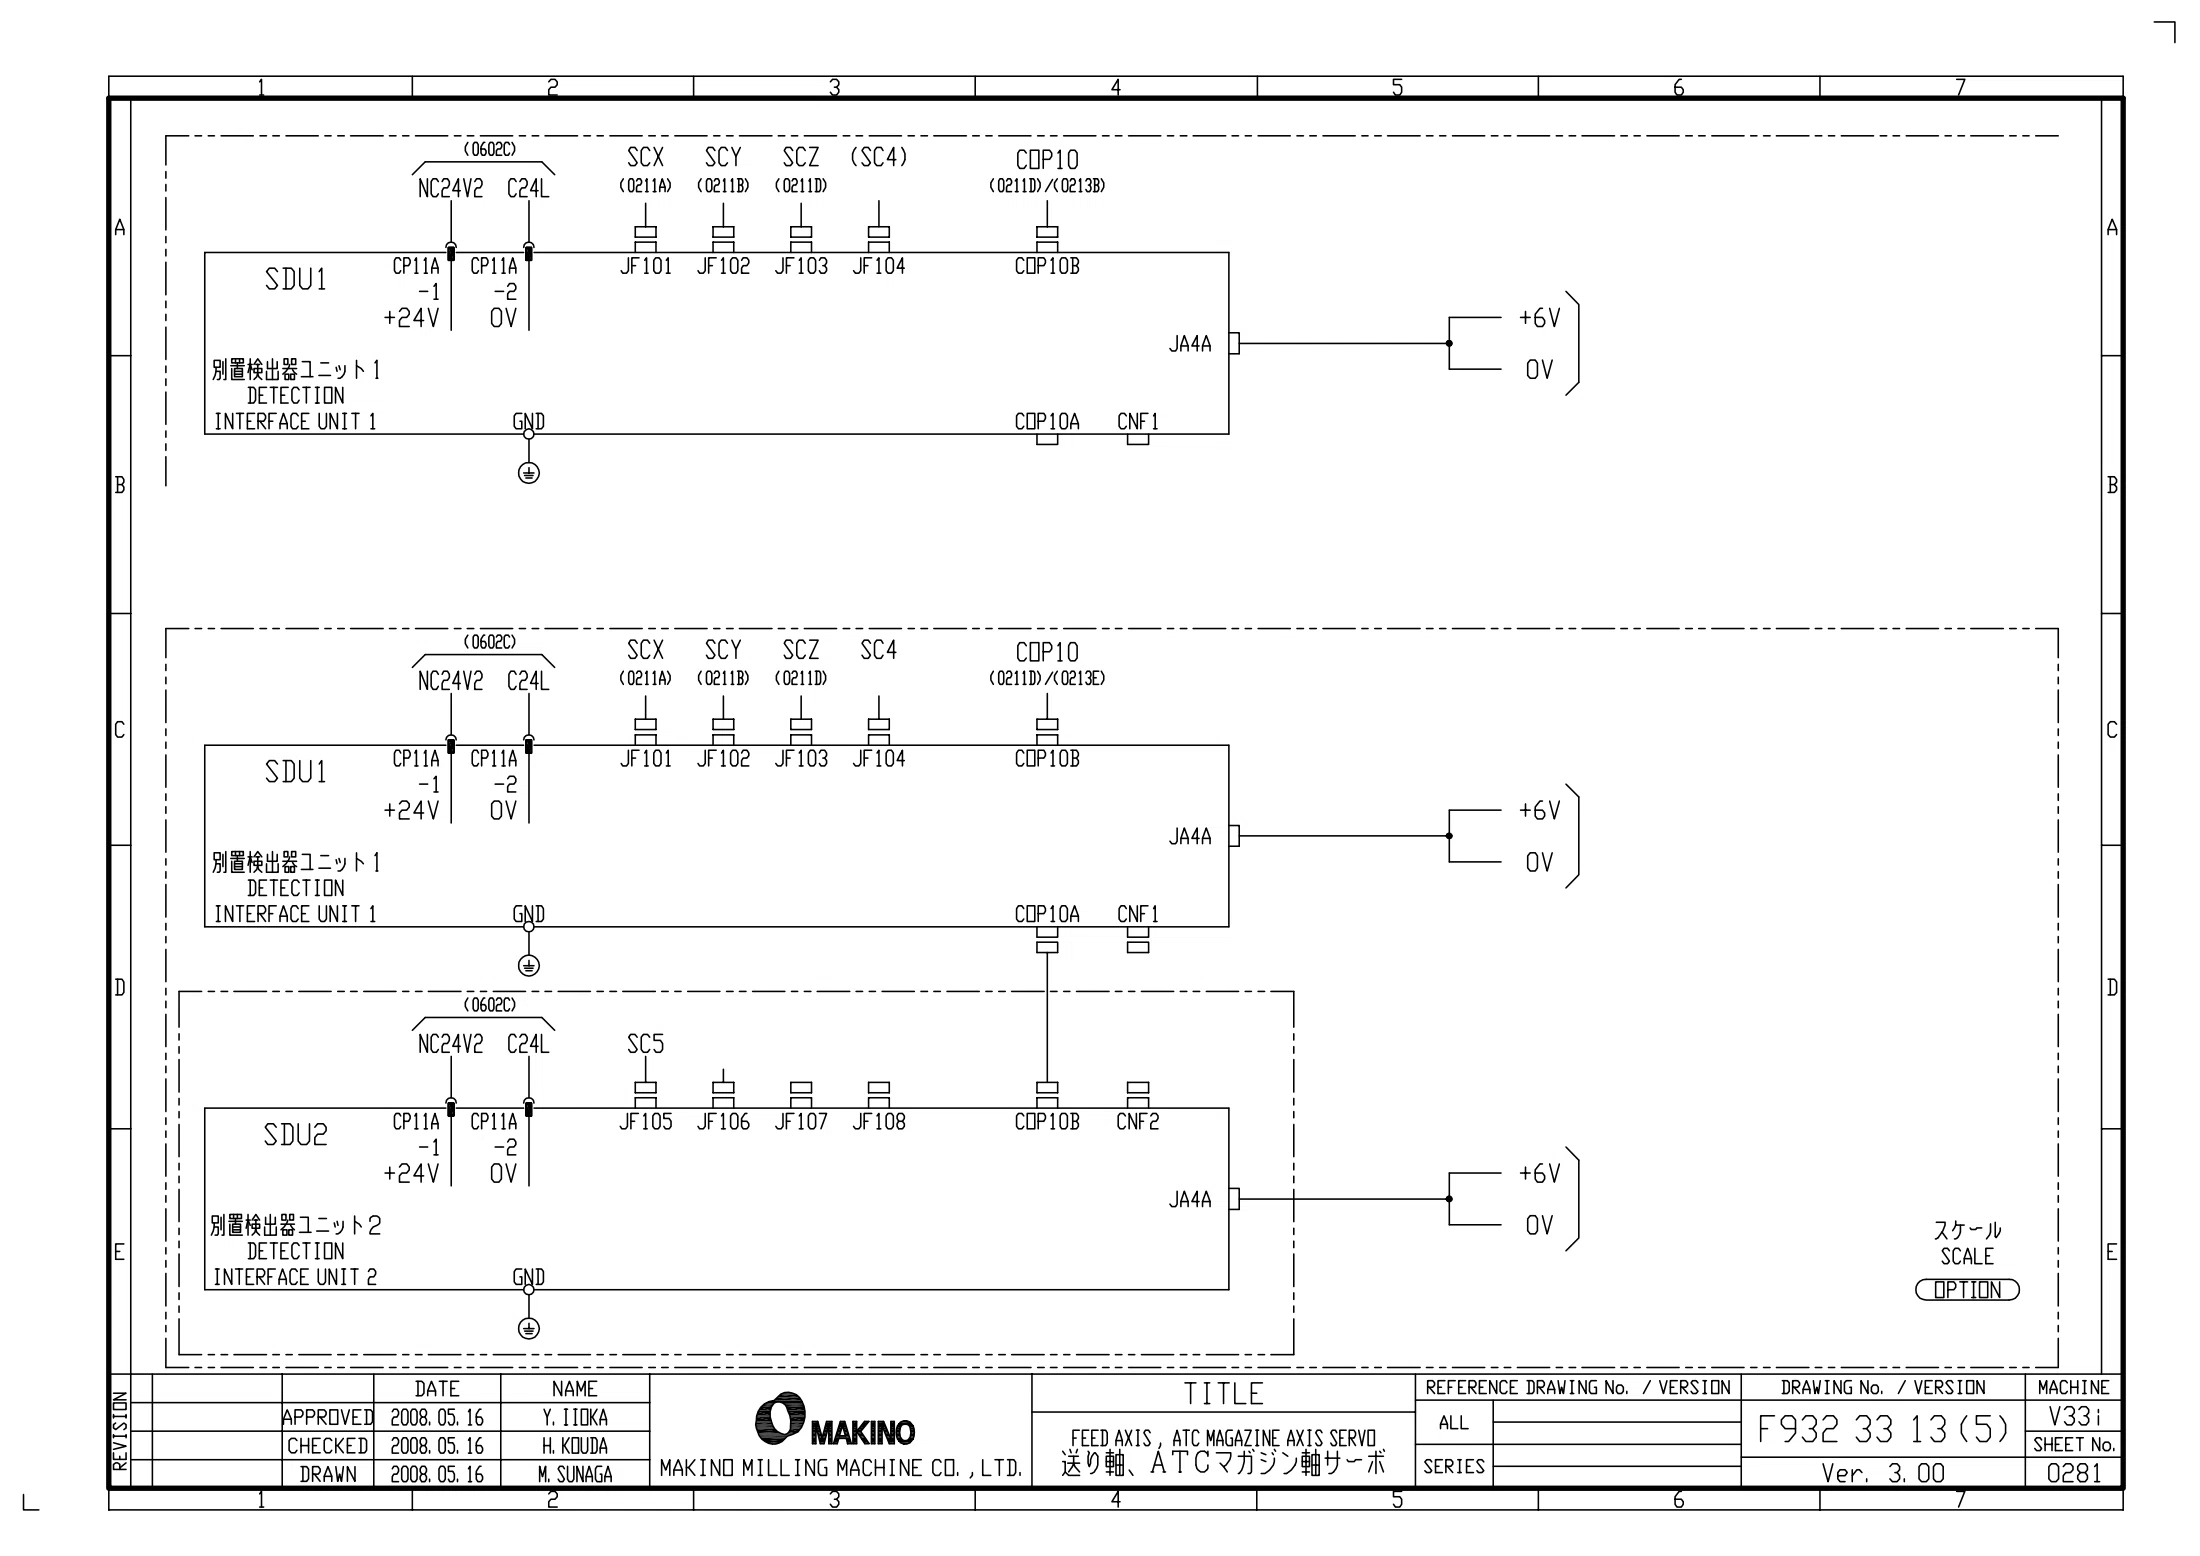 1 2 3 4 5 6 7
(0602C)
NC24V2 C24L
SCX SCY SCZ (SC4) COP10
(0211A) (0211B) (0211D) (0211D)/(0213B)
A A
SDU1 CP11A CP11A JF101 JF102 JF103 JF104 COP10B
-1 -2
+24V 0V
+6V
JA4A
0V
別置検出器ユニット1
DETECTION
INTERFACE UNIT 1 GND COP10A CNF1
B B
(0602C)
NC24V2 C24L
SCX SCY SCZ SC4 COP10
(0211A) (0211B) (0211D) (0211D)/(0213E)
C C
SDU1 CP11A CP11A JF101 JF102 JF103 JF104 COP10B
-1 -2
+24V 0V
+6V
JA4A
0V
別置検出器ユニット1
DETECTION
INTERFACE UNIT 1 GND COP10A CNF1
D D
(0602C)
NC24V2 C24L SC5
SDU2 CP11A CP11A JF105 JF106 JF107 JF108 COP10B CNF2
-1 -2
+24V 0V
+6V
JA4A
0V
別置検出器ユニット2
DETECTION
INTERFACE UNIT 2 GND
E E
スケール
SCALE
OPTION
REVISION
DATE NAME
APPROVED 2008.05.16 Y. IIOKA
CHECKED 2008.05.16 H. KOUDA
DRAWN 2008.05.16 M. SUNAGA
MAKINO
MAKINO MILLING MACHINE CO.,LTD.
TITLE
FEED AXIS, ATC MAGAZINE AXIS SERVO
送り軸、ATCマガジン軸サーボ
REFERENCE DRAWING No. / VERSION
ALL
SERIES
DRAWING No. / VERSION
F932 33 13(5)
Ver. 3.00
MACHINE
V33i
SHEET No.
0281
1 2 3 4 5 6 7